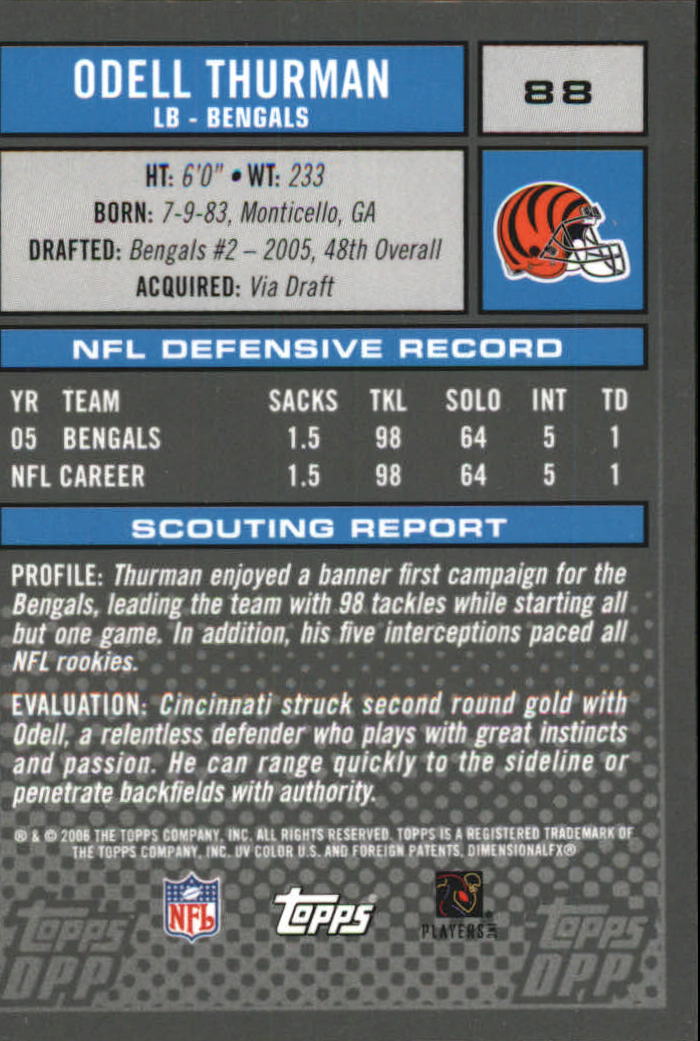 ODELL THURMAN
LB - BENGALS
88
HT: 6'0" • WT: 233
BORN: 7-9-83, Monticello, GA
DRAFTED: Bengals #2 – 2005, 48th Overall
ACQUIRED: Via Draft
NFL DEFENSIVE RECORD
YR TEAM SACKS TKL SOLO INT TD
05 BENGALS 1.5 98 64 5 1
NFL CAREER 1.5 98 64 5 1
SCOUTING REPORT
PROFILE: Thurman enjoyed a banner first campaign for the
Bengals, leading the team with 98 tackles while starting all
but one game. In addition, his five interceptions paced all
NFL rookies.
EVALUATION: Cincinnati struck second round gold with
Odell, a relentless defender who plays with great instincts
and passion. He can range quickly to the sideline or
penetrate backfields with authority.
® & © 2006 THE TOPPS COMPANY, INC. ALL RIGHTS RESERVED. TOPPS IS A REGISTERED TRADEMARK OF
THE TOPPS COMPANY, INC. UV COLOR U.S. AND FOREIGN PATENTS, DIMENSIONALFX®
NFL
Topps
PLAYERS INC
Topps
DPP
Topps
DPP